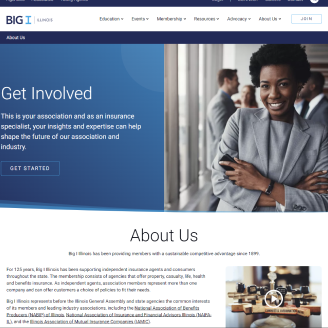 BIG I ILLINOIS
Education Events Membership Resources Advocacy About Us JOIN
About Us
Get Involved
This is your association and as an insurance
specialist, your insights and expertise can help
shape the future of our association and
industry.
GET STARTED
About Us
Big I Illinois has been providing members with a sustainable competitive advantage since 1899.
For 125 years, Big I Illinois has been supporting independent insurance agents and consumers
throughout the state. The membership consists of agencies that offer property, casualty, life, health
and benefits insurance. As independent agents, association members represent more than one
company and can offer customers a choice of policies to fit their needs.
Big I Illinois represents before the Illinois General Assembly and state agencies the common interests
of its members and leading industry associations, including the National Association of Benefits
Producers (NABIP), National Association of Insurance and Financial Advisors Illinois (NAIFA-
IL), and the Illinois Association of Mutual Insurance Companies (IAMIC).